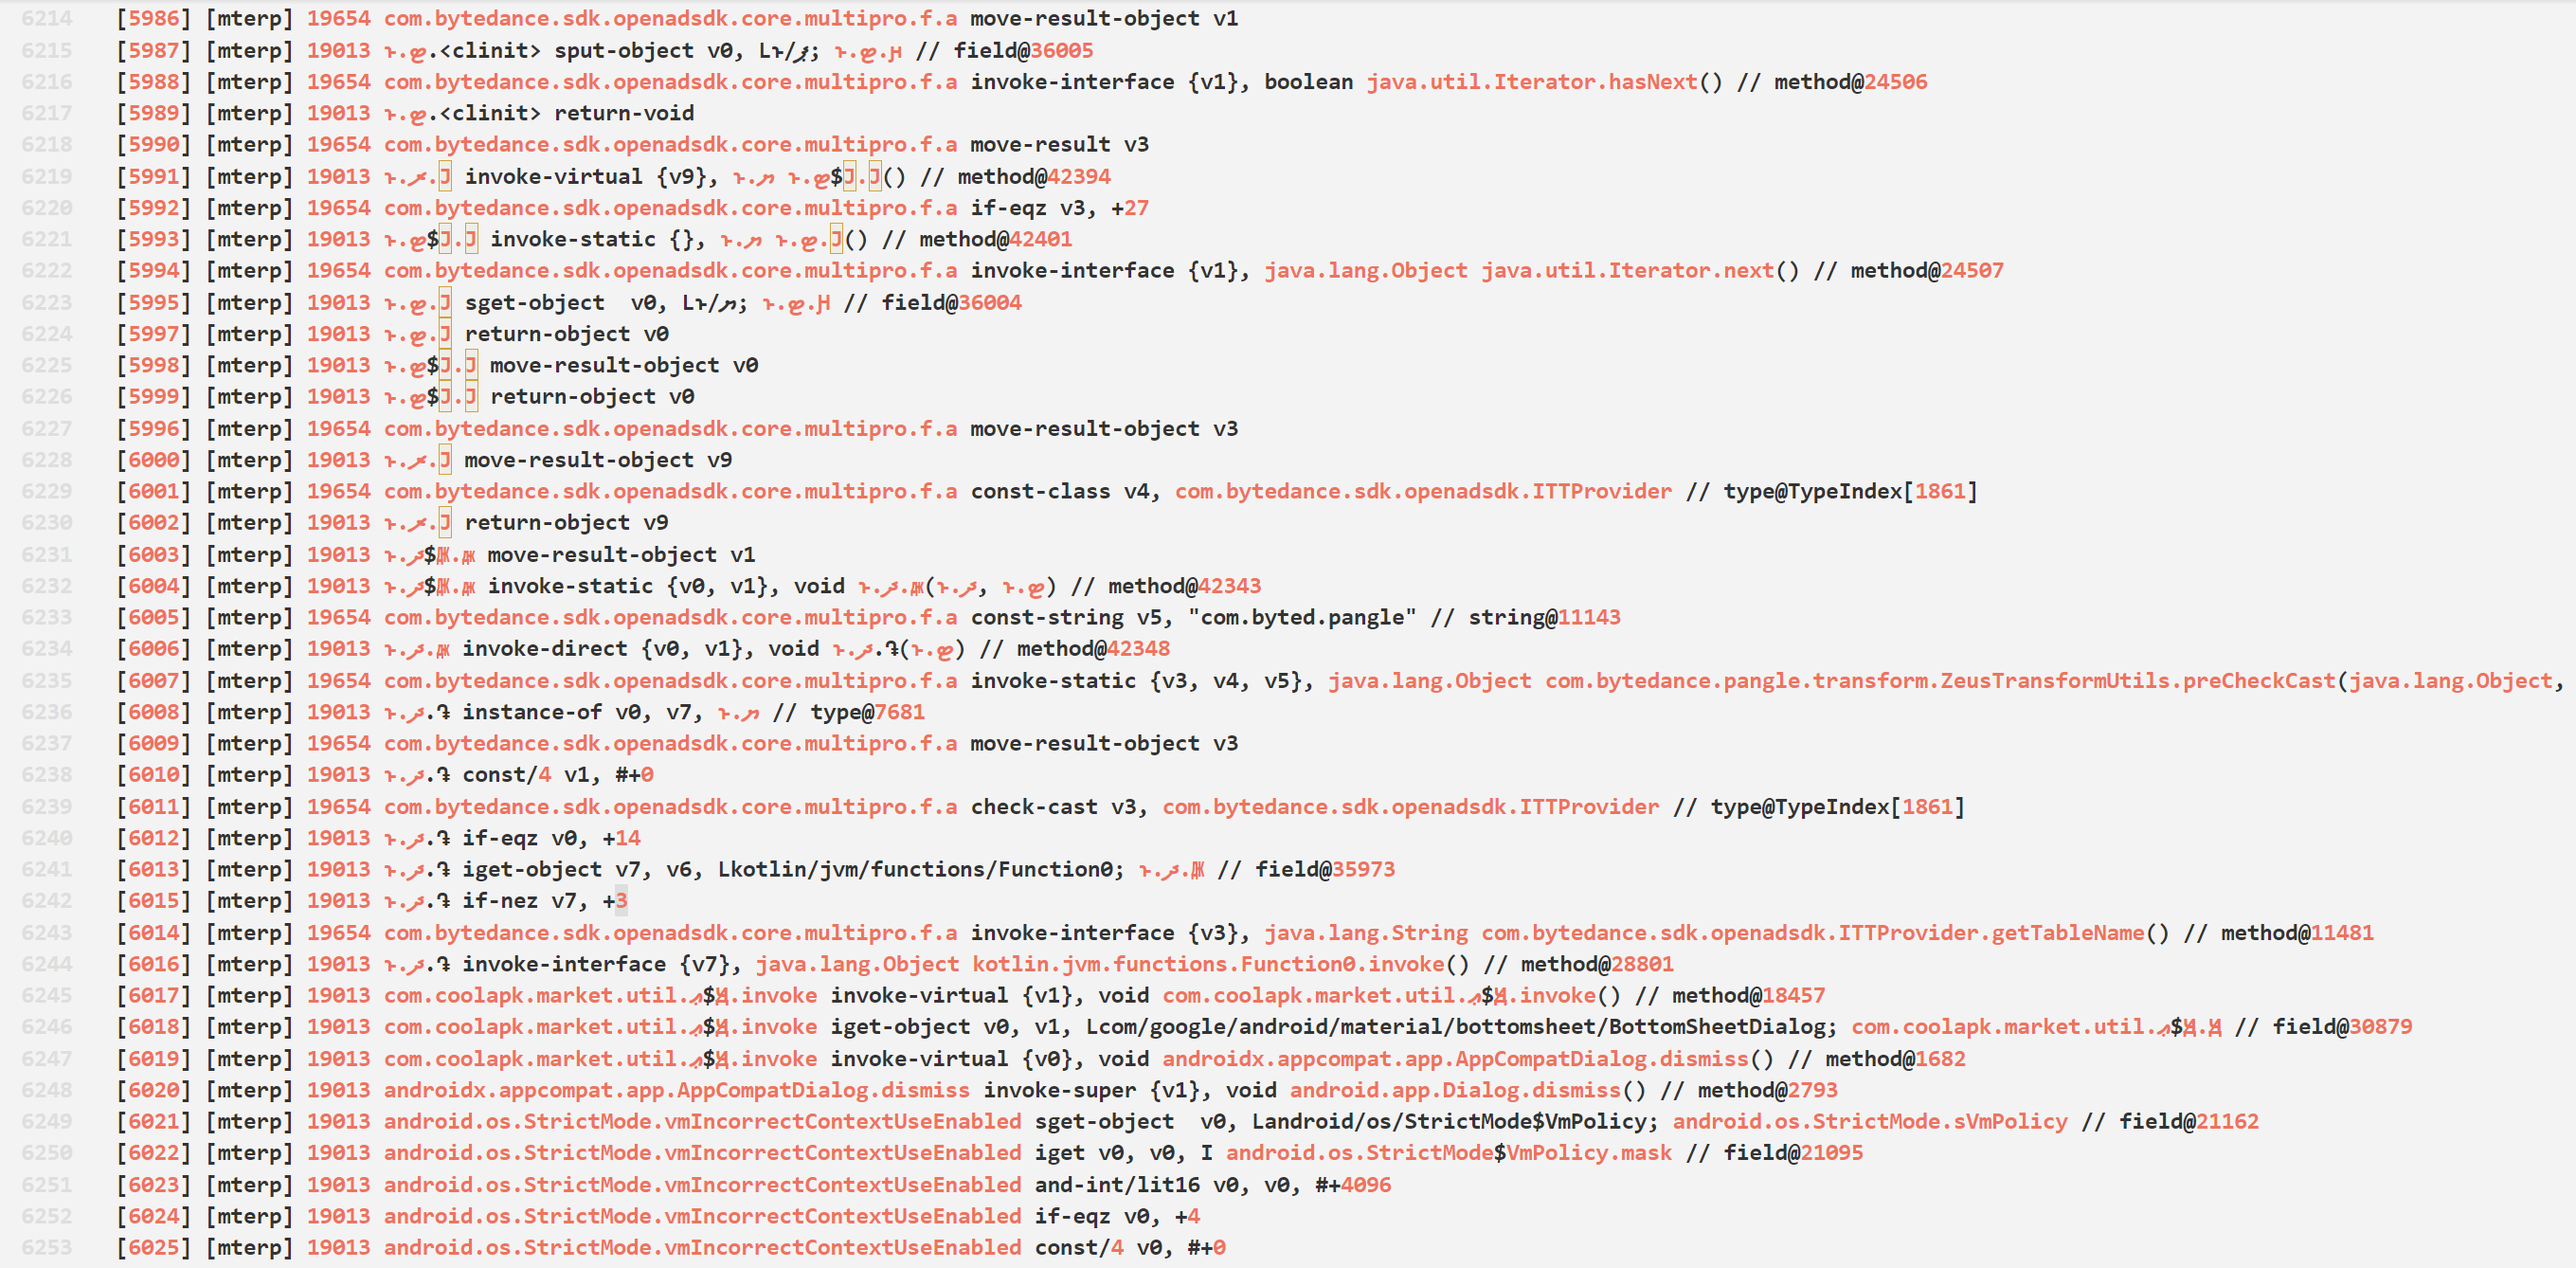 6214 [5986] [mterp] 19654 com.bytedance.sdk.openadsdk.core.multipro.f.a move-result-object v1
6215 [5987] [mterp] 19013 sput-object v0, // field@36005
6216 [5988] [mterp] 19654 com.bytedance.sdk.openadsdk.core.multipro.f.a invoke-interface {v1}, boolean java.util.Iterator.hasNext() // method@24506
6217 [5989] [mterp] 19013 return-void
6218 [5990] [mterp] 19654 com.bytedance.sdk.openadsdk.core.multipro.f.a move-result v3
6219 [5991] [mterp] 19013 invoke-virtual {v9}, // method@42394
6220 [5992] [mterp] 19654 com.bytedance.sdk.openadsdk.core.multipro.f.a if-eqz v3, +27
6221 [5993] [mterp] 19013 invoke-static {}, // method@42401
6222 [5994] [mterp] 19654 com.bytedance.sdk.openadsdk.core.multipro.f.a invoke-interface {v1}, java.lang.Object java.util.Iterator.next() // method@24507
6223 [5995] [mterp] 19013 sget-object v0, // field@36004
6224 [5997] [mterp] 19013 return-object v0
6225 [5998] [mterp] 19013 move-result-object v0
6226 [5999] [mterp] 19013 return-object v0
6227 [5996] [mterp] 19654 com.bytedance.sdk.openadsdk.core.multipro.f.a move-result-object v3
6228 [6000] [mterp] 19013 move-result-object v9
6229 [6001] [mterp] 19654 com.bytedance.sdk.openadsdk.core.multipro.f.a const-class v4, com.bytedance.sdk.openadsdk.ITTProvider // type@TypeIndex[1861]
6230 [6002] [mterp] 19013 return-object v9
6231 [6003] [mterp] 19013 move-result-object v1
6232 [6004] [mterp] 19013 invoke-static {v0, v1}, void // method@42343
6233 [6005] [mterp] 19654 com.bytedance.sdk.openadsdk.core.multipro.f.a const-string v5, "com.byted.pangle" // string@11143
6234 [6006] [mterp] 19013 invoke-direct {v0, v1}, void // method@42348
6235 [6007] [mterp] 19654 com.bytedance.sdk.openadsdk.core.multipro.f.a invoke-static {v3, v4, v5}, java.lang.Object com.bytedance.pangle.transform.ZeusTransformUtils.preCheckCast(java.lang.Object,
6236 [6008] [mterp] 19013 instance-of v0, v7, // type@7681
6237 [6009] [mterp] 19654 com.bytedance.sdk.openadsdk.core.multipro.f.a move-result-object v3
6238 [6010] [mterp] 19013 const/4 v1, #+0
6239 [6011] [mterp] 19654 com.bytedance.sdk.openadsdk.core.multipro.f.a check-cast v3, com.bytedance.sdk.openadsdk.ITTProvider // type@TypeIndex[1861]
6240 [6012] [mterp] 19013 if-eqz v0, +14
6241 [6013] [mterp] 19013 iget-object v7, v6, Lkotlin/jvm/functions/Function0; // field@35973
6242 [6015] [mterp] 19013 if-nez v7, +3
6243 [6014] [mterp] 19654 com.bytedance.sdk.openadsdk.core.multipro.f.a invoke-interface {v3}, java.lang.String com.bytedance.sdk.openadsdk.ITTProvider.getTableName() // method@11481
6244 [6016] [mterp] 19013 invoke-interface {v7}, java.lang.Object kotlin.jvm.functions.Function0.invoke() // method@28801
6245 [6017] [mterp] 19013 invoke-virtual {v1}, void // method@18457
6246 [6018] [mterp] 19013 iget-object v0, v1, Lcom/google/android/material/bottomsheet/BottomSheetDialog; // field@30879
6247 [6019] [mterp] 19013 invoke-virtual {v0}, void androidx.appcompat.app.AppCompatDialog.dismiss() // method@1682
6248 [6020] [mterp] 19013 androidx.appcompat.app.AppCompatDialog.dismiss invoke-super {v1}, void android.app.Dialog.dismiss() // method@2793
6249 [6021] [mterp] 19013 android.os.StrictMode.vmIncorrectContextUseEnabled sget-object v0, Landroid/os/StrictMode$VmPolicy; android.os.StrictMode.sVmPolicy // field@21162
6250 [6022] [mterp] 19013 android.os.StrictMode.vmIncorrectContextUseEnabled iget v0, v0, I android.os.StrictMode$VmPolicy.mask // field@21095
6251 [6023] [mterp] 19013 android.os.StrictMode.vmIncorrectContextUseEnabled and-int/lit16 v0, v0, #+4096
6252 [6024] [mterp] 19013 android.os.StrictMode.vmIncorrectContextUseEnabled if-eqz v0, +4
6253 [6025] [mterp] 19013 android.os.StrictMode.vmIncorrectContextUseEnabled const/4 v0, #+0